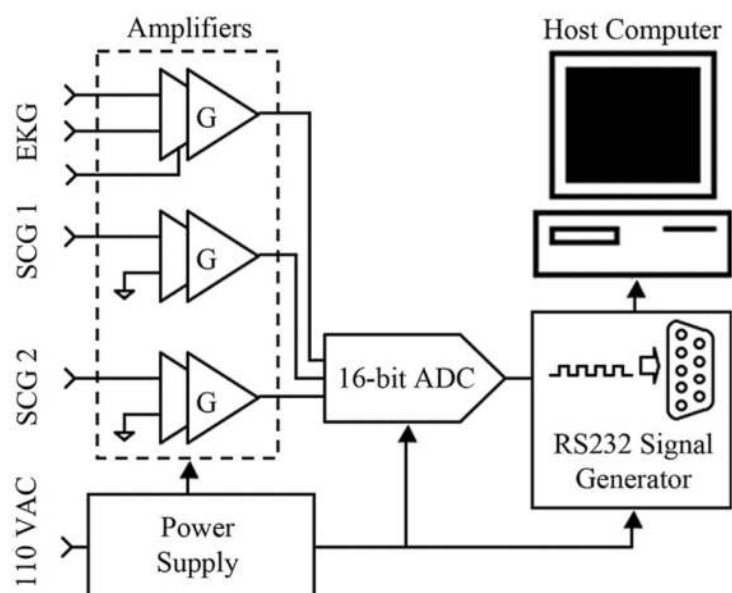 Amplifiers
Host Computer
EKG
G
SCG 1
G
SCG 2
G
16-bit ADC
RS232 Signal
Generator
110 VAC
Power
Supply